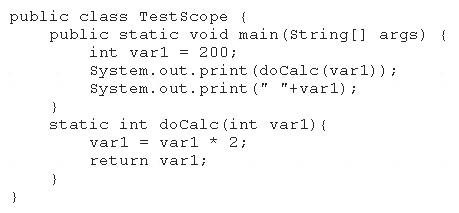 public class TestScope {
    public static void main(String[] args) {
        int var1 = 200;
        System.out.print(doCalc(var1));
        System.out.print(" "+var1);
    }
    static int doCalc(int var1){
        var1 = var1 * 2;
        return var1;
    }
}